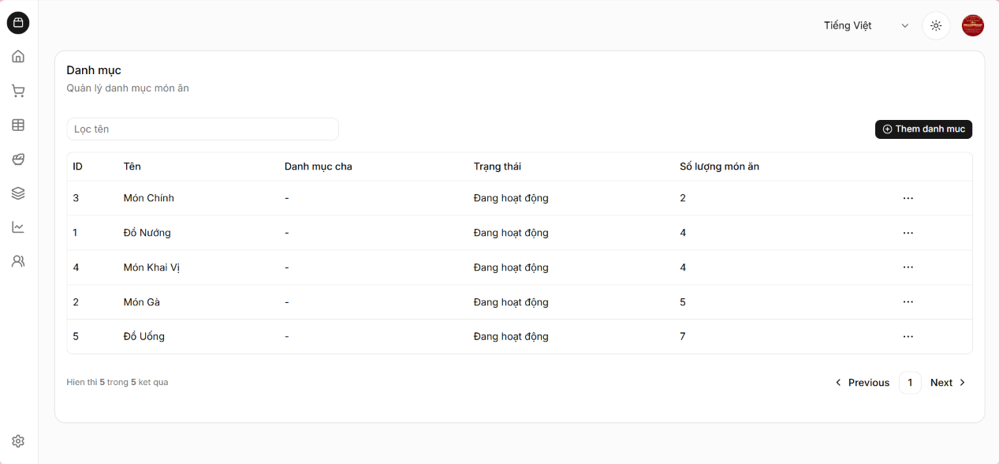 Tiếng Việt
Danh mục
Quản lý danh mục món ăn
Lọc tên
Them danh muc
ID Tên Danh mục cha Trạng thái Số lượng món ăn
3 Món Chính - Đang hoạt động 2 ...
1 Đồ Nướng - Đang hoạt động 4 ...
4 Món Khai Vị - Đang hoạt động 4 ...
2 Món Gà - Đang hoạt động 5 ...
5 Đồ Uống - Đang hoạt động 7 ...
Hien thi 5 trong 5 ket qua
Previous 1 Next